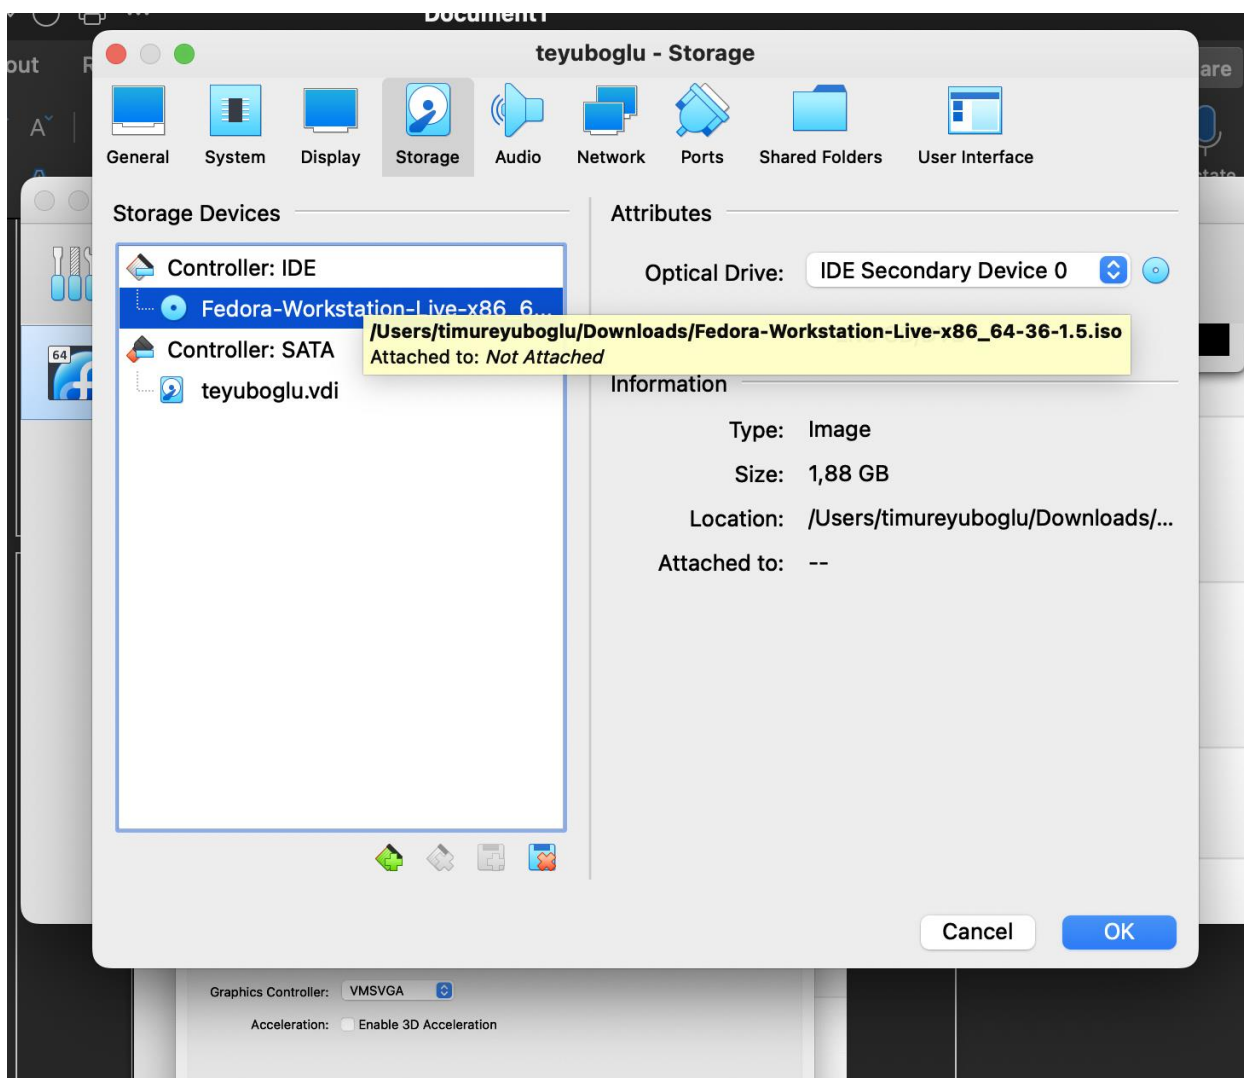 Document1
out
are
teyuboglu - Storage
General System Display Storage Audio Network Ports Shared Folders User Interface
Storage Devices
Attributes
Controller: IDE
Optical Drive: IDE Secondary Device 0
Fedora-Workstation-Live-x86_6...
/Users/timureyuboglu/Downloads/Fedora-Workstation-Live-x86_64-36-1.5.iso
Attached to: Not Attached
Controller: SATA
64
teyuboglu.vdi
Information
Type: Image
Size: 1,88 GB
Location: /Users/timureyuboglu/Downloads/...
Attached to: --
Cancel
OK
Graphics Controller: VMSVGA
Acceleration: Enable 3D Acceleration